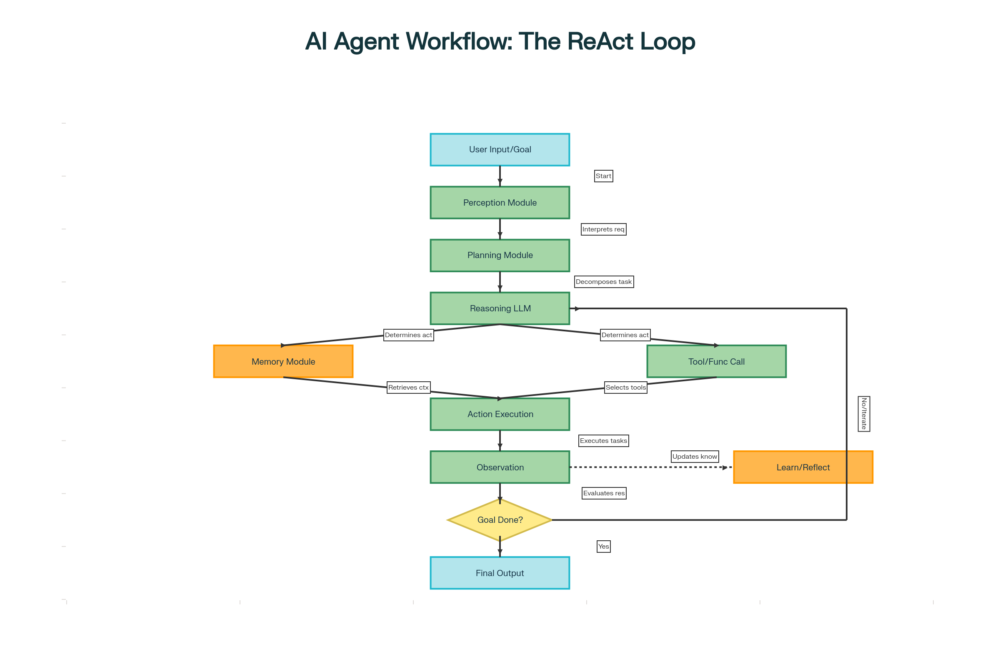 AI Agent Workflow: The ReAct Loop
User Input/Goal
Start
Perception Module
Interprets req
Planning Module
Decomposes task
Reasoning LLM
Determines act
Determines act
Memory Module
Tool/Func Call
Retrieves ctx
Selects tools
Action Execution
No/Iterate
Executes tasks
Updates know
Observation
Learn/Reflect
Evaluates res
Goal Done?
Yes
Final Output